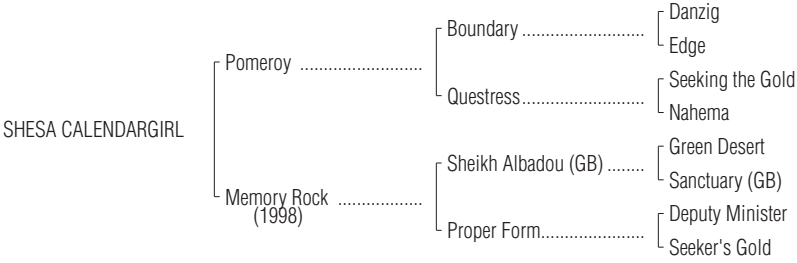 Danzig
Boundary ..........................
Edge
Pomeroy ..........................
Seeking the Gold
Questress..........................
Nahema
SHESA CALENDARGIRL
Green Desert
Sheikh Albadou (GB) ........
Sanctuary (GB)
Memory Rock ..................
(1998)
Deputy Minister
Proper Form......................
Seeker's Gold